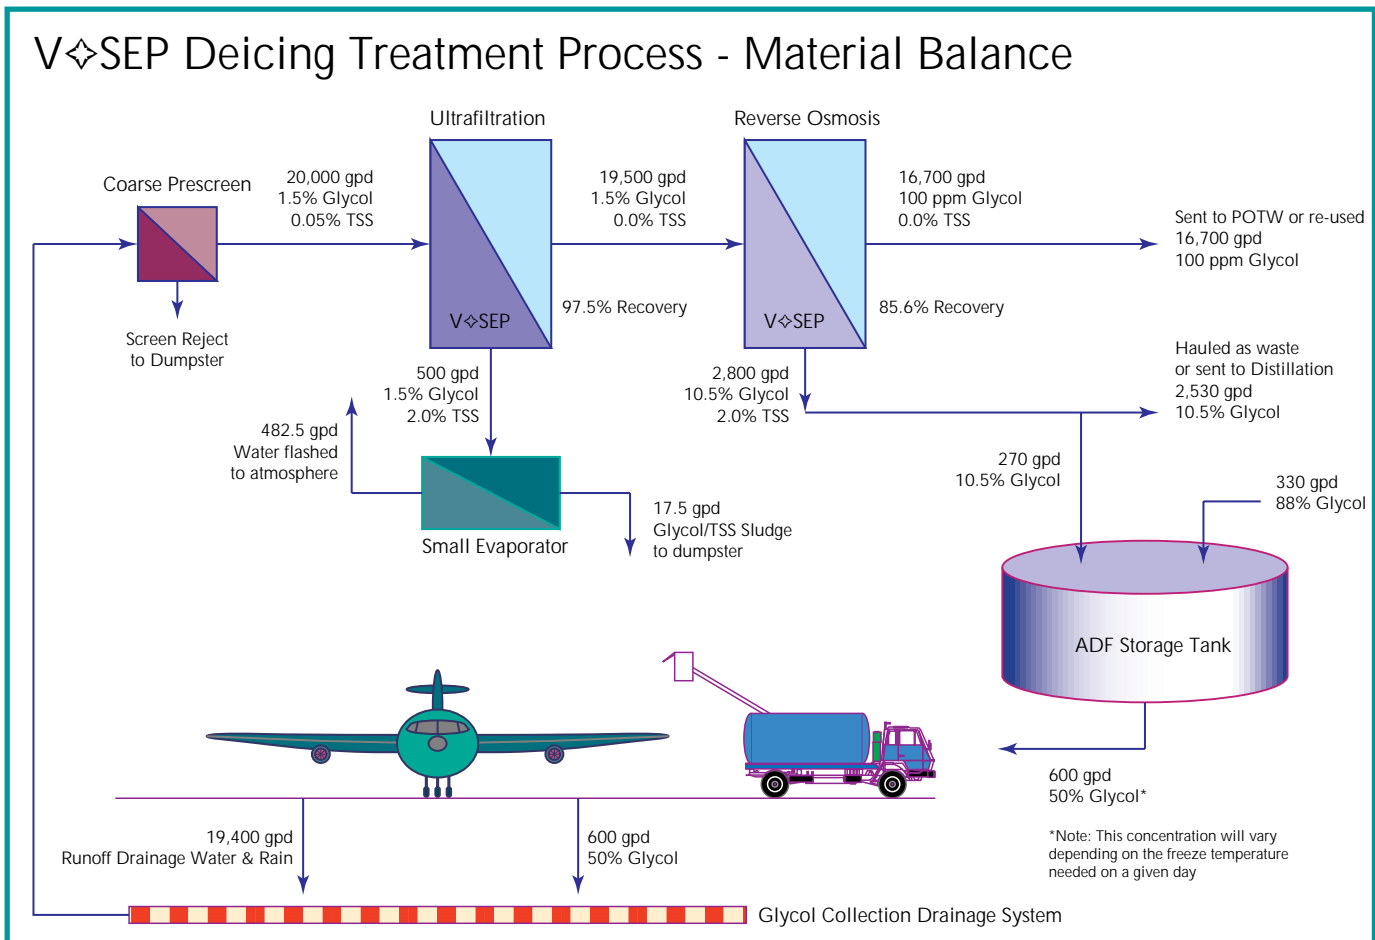 V✧SEP Deicing Treatment Process - Material Balance
Ultrafiltration
Reverse Osmosis
Coarse Prescreen
20,000 gpd
1.5% Glycol
0.05% TSS
19,500 gpd
1.5% Glycol
0.0% TSS
16,700 gpd
100 ppm Glycol
0.0% TSS
Sent to POTW or re-used
16,700 gpd
100 ppm Glycol
97.5% Recovery
85.6% Recovery
V✧SEP
V✧SEP
Screen Reject
to Dumpster
500 gpd
1.5% Glycol
2.0% TSS
2,800 gpd
10.5% Glycol
2.0% TSS
Hauled as waste
or sent to Distillation
2,530 gpd
10.5% Glycol
482.5 gpd
Water flashed
to atmosphere
270 gpd
10.5% Glycol
330 gpd
88% Glycol
17.5 gpd
Glycol/TSS Sludge
to dumpster
Small Evaporator
ADF Storage Tank
600 gpd
50% Glycol*
*Note: This concentration will vary
depending on the freeze temperature
needed on a given day
19,400 gpd
Runoff Drainage Water & Rain
600 gpd
50% Glycol
Glycol Collection Drainage System